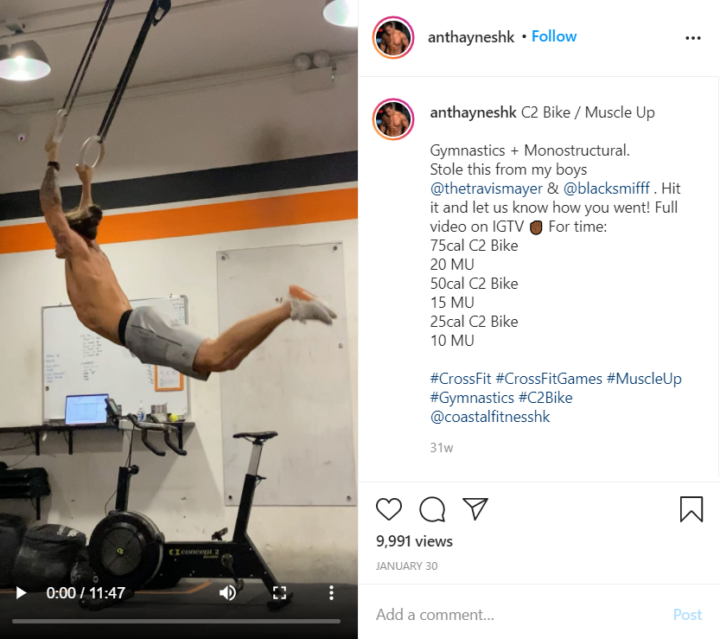 anthayneshk • Follow
anthayneshk C2 Bike / Muscle Up
Gymnastics + Monostructural.
Stole this from my boys
@thetravismayer & @blacksmifff . Hit
it and let us know how you went! Full
video on IGTV ✊🏾 For time:
75cal C2 Bike
20 MU
50cal C2 Bike
15 MU
25cal C2 Bike
10 MU
#CrossFit #CrossFitGames #MuscleUp
#Gymnastics #C2Bike
@coastalfitnesshk
31w
9,991 views
JANUARY 30
Add a comment... Post
concept 2
0:00 / 11:47